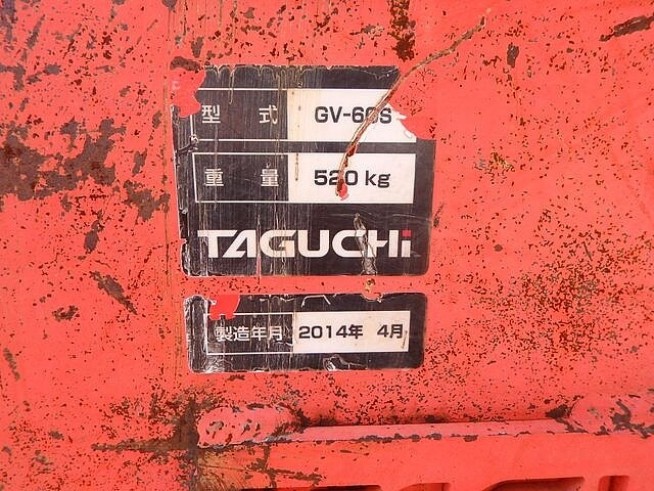 型 式 GV-60S
重 量 520 kg
TAGUCHi
製造年月 2014年 4月